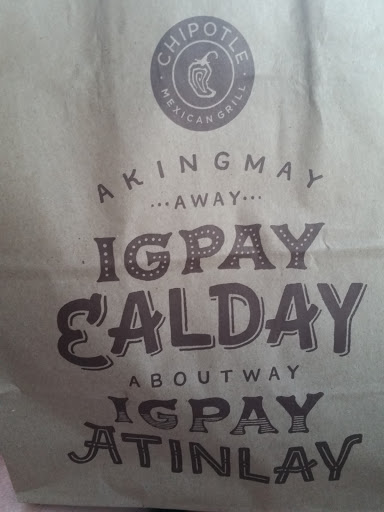 CHIPOTLE
MEXICAN GRILL
AKINGMAY
...AWAY...
IGPAY
EALDAY
ABOUTWAY
IGPAY
ATINLAY